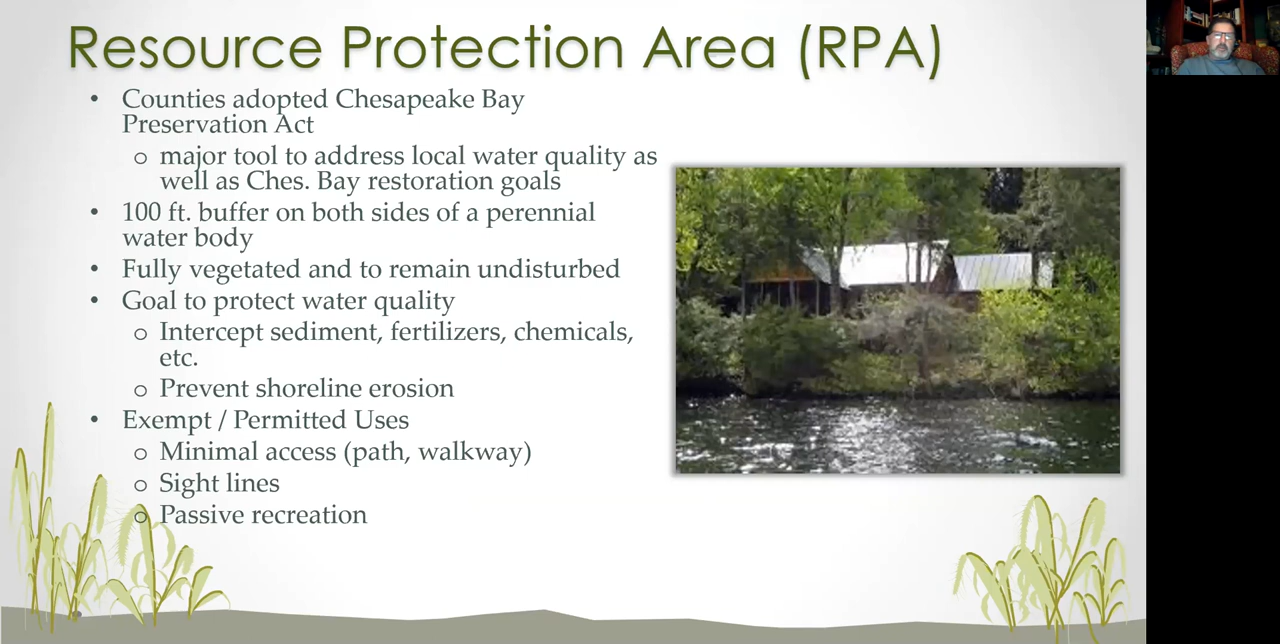 Resource Protection Area (RPA)
• Counties adopted Chesapeake Bay
Preservation Act
o major tool to address local water quality as
well as Ches. Bay restoration goals
• 100 ft. buffer on both sides of a perennial
water body
• Fully vegetated and to remain undisturbed
• Goal to protect water quality
o Intercept sediment, fertilizers, chemicals,
etc.
o Prevent shoreline erosion
• Exempt / Permitted Uses
o Minimal access (path, walkway)
o Sight lines
o Passive recreation